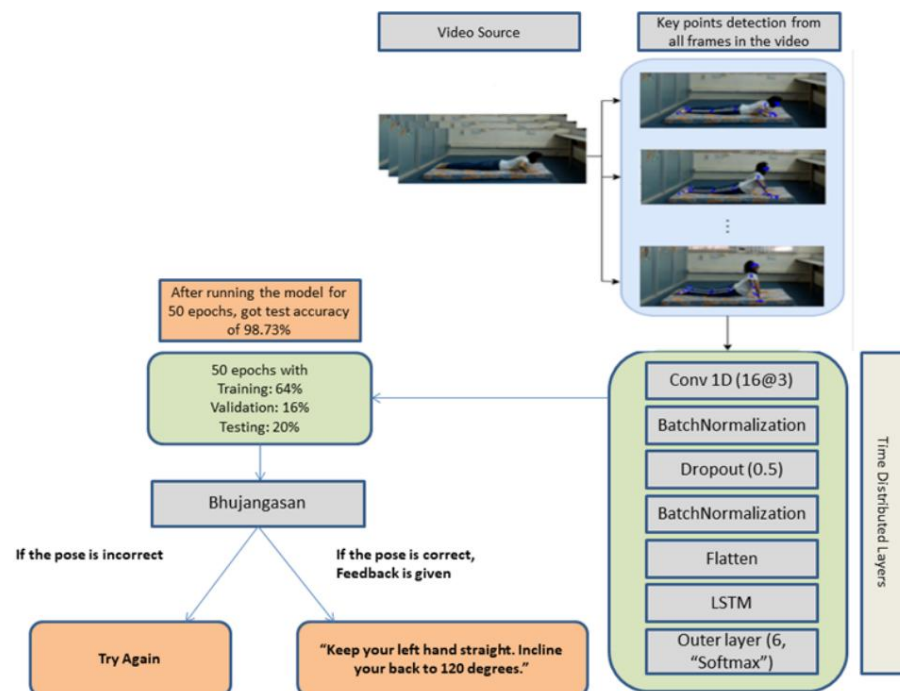 Video Source
Key points detection from
all frames in the video
⋮
After running the model for
50 epochs, got test accuracy
of 98.73%
50 epochs with
Training: 64%
Validation: 16%
Testing: 20%
Conv 1D (16@3)
BatchNormalization
Dropout (0.5)
BatchNormalization
Flatten
LSTM
Outer layer (6,
“Softmax”)
Time Distributed Layers
Bhujangasan
If the pose is incorrect
If the pose is correct,
Feedback is given
Try Again
“Keep your left hand straight. Incline
your back to 120 degrees.”